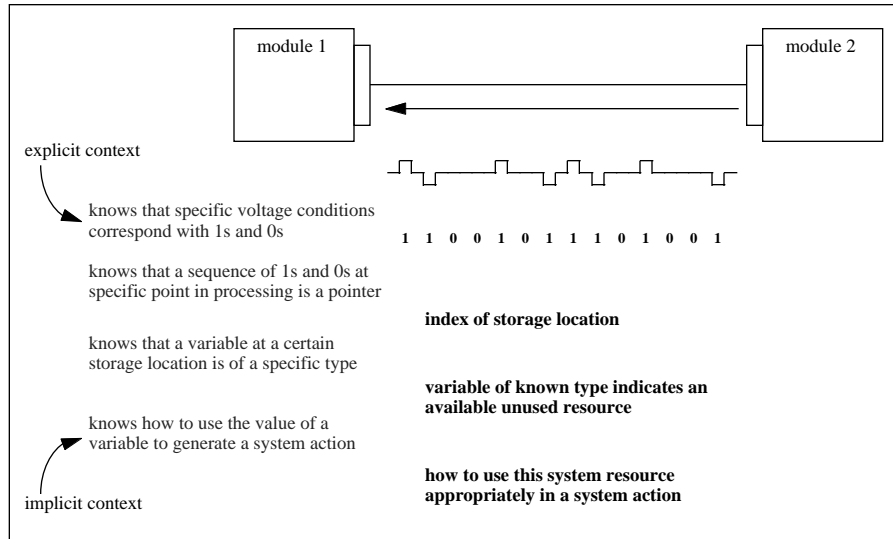 module 1
module 2
explicit context
knows that specific voltage conditions
correspond with 1s and 0s
1 1 0 0 1 0 1 1 1 0 1 0 0 1
knows that a sequence of 1s and 0s at
specific point in processing is a pointer
index of storage location
knows that a variable at a certain
storage location is of a specific type
variable of known type indicates an
available unused resource
knows how to use the value of a
variable to generate a system action
how to use this system resource
appropriately in a system action
implicit context